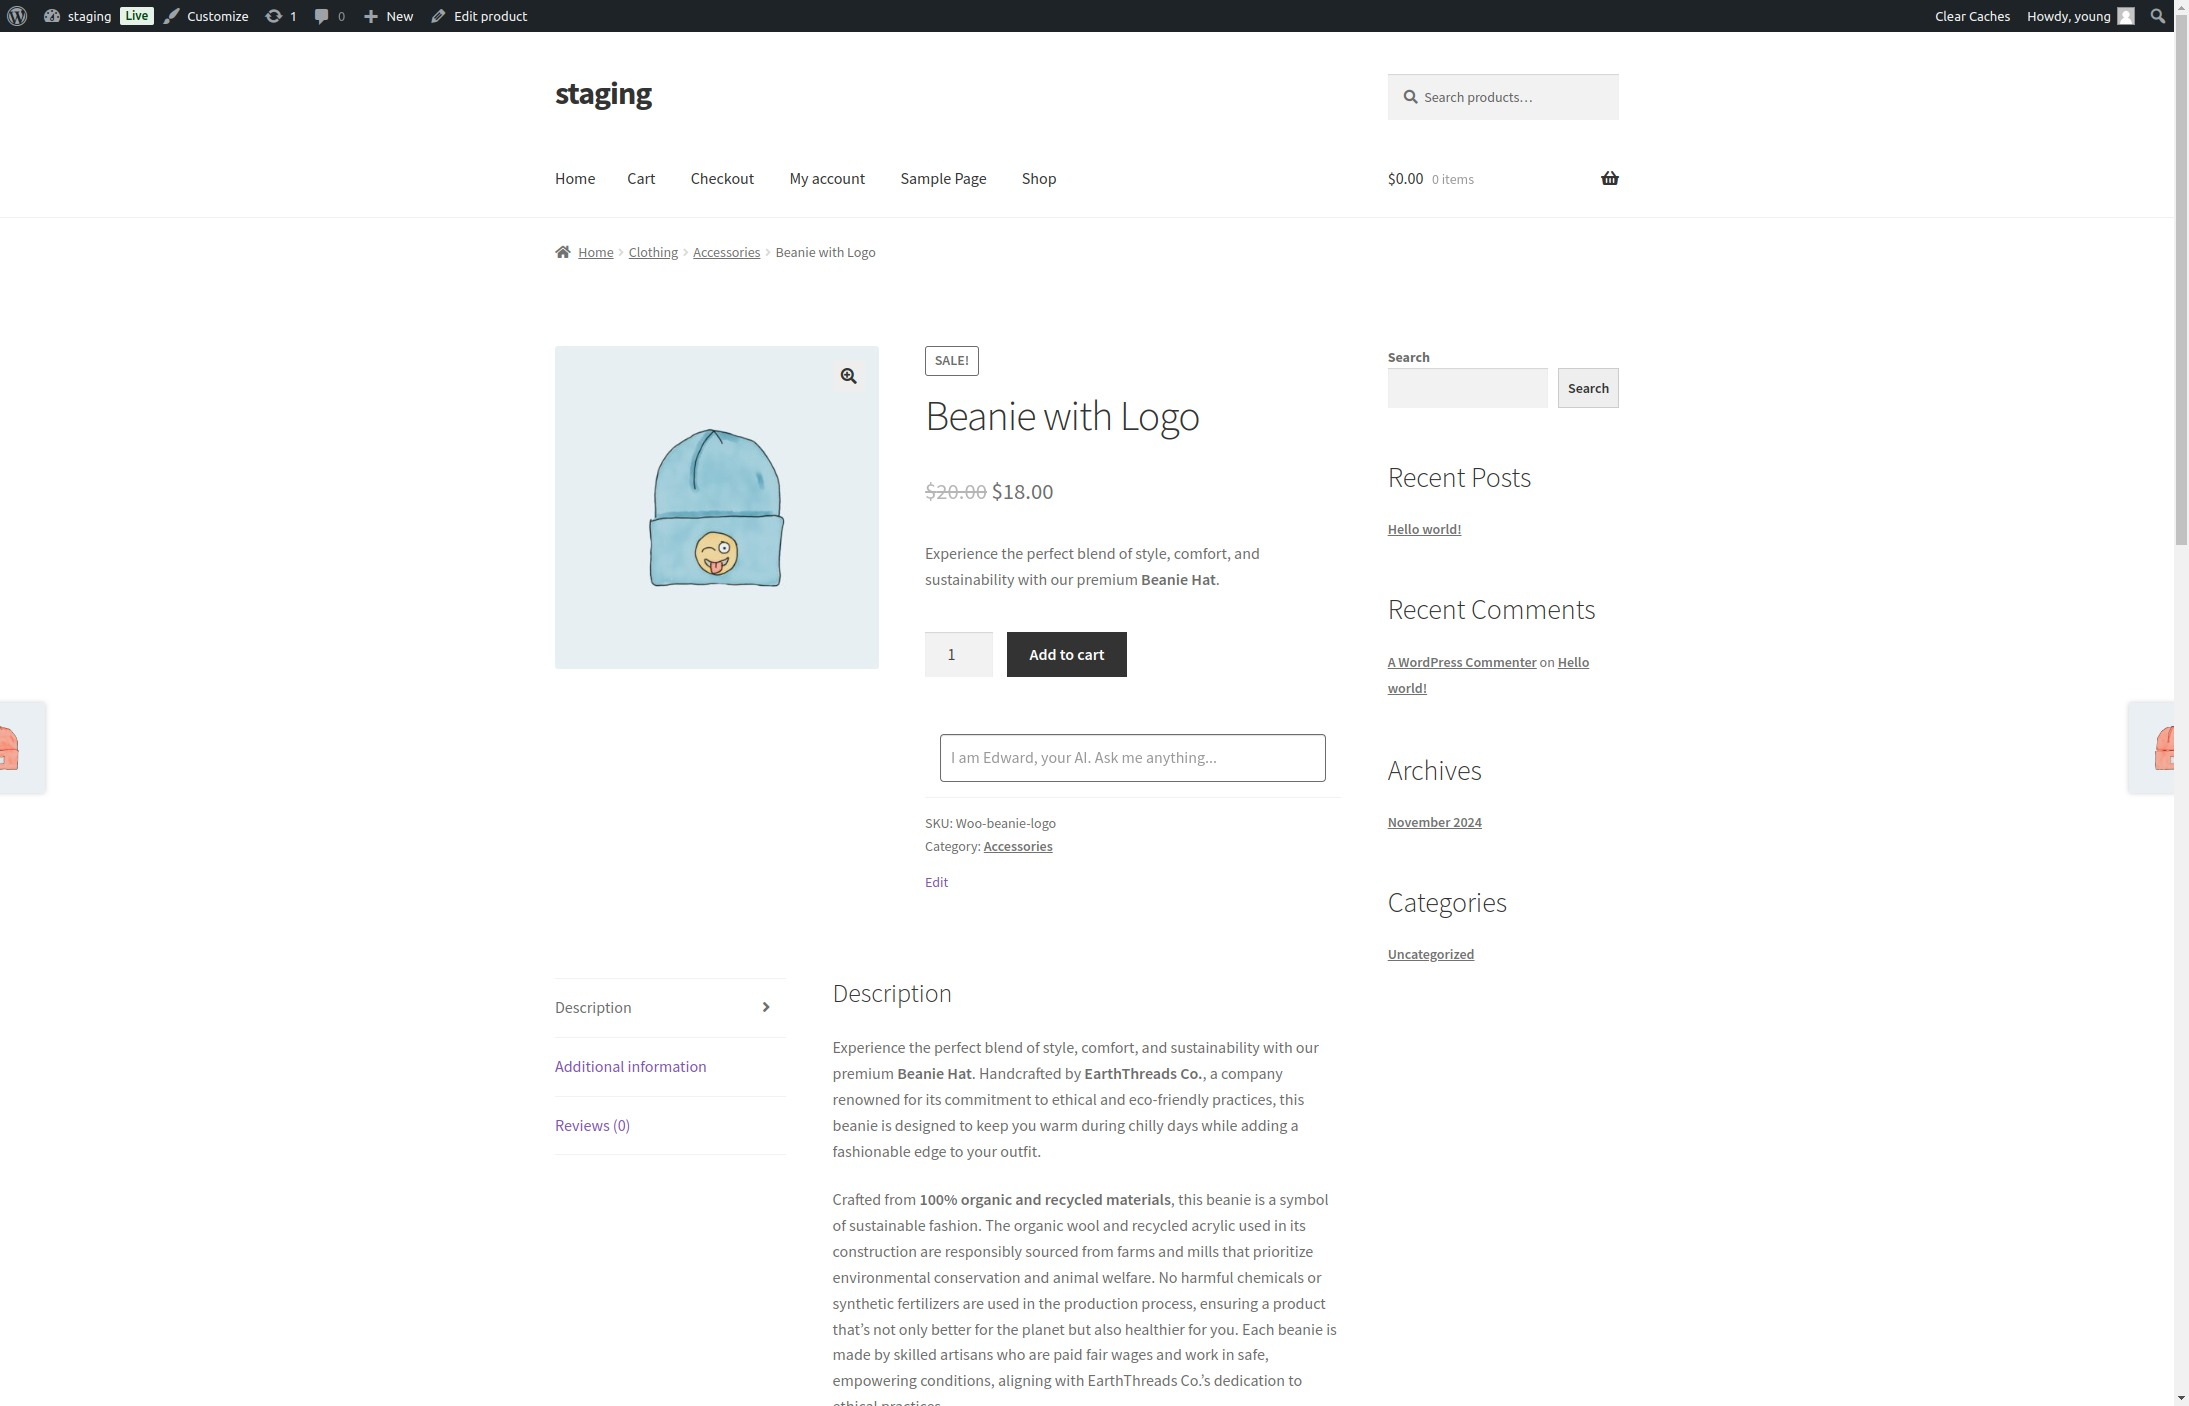 staging Live Customize 1 0 New Edit product Clear Caches Howdy, young
staging
Search products…
Home Cart Checkout My account Sample Page Shop
$0.00 0 items
Home Clothing Accessories Beanie with Logo
SALE!
Beanie with Logo
$20.00 $18.00
Experience the perfect blend of style, comfort, and
sustainability with our premium Beanie Hat.
1 Add to cart
I am Edward, your AI. Ask me anything...
SKU: Woo-beanie-logo
Category: Accessories
Edit
Search
Search
Recent Posts
Hello world!
Recent Comments
A WordPress Commenter on Hello
world!
Archives
November 2024
Categories
Uncategorized
Description
Additional information
Reviews (0)
Description
Experience the perfect blend of style, comfort, and sustainability with our
premium Beanie Hat. Handcrafted by EarthThreads Co., a company
renowned for its commitment to ethical and eco-friendly practices, this
beanie is designed to keep you warm during chilly days while adding a
fashionable edge to your outfit.
Crafted from 100% organic and recycled materials, this beanie is a symbol
of sustainable fashion. The organic wool and recycled acrylic used in its
construction are responsibly sourced from farms and mills that prioritize
environmental conservation and animal welfare. No harmful chemicals or
synthetic fertilizers are used in the production process, ensuring a product
that’s not only better for the planet but also healthier for you. Each beanie is
made by skilled artisans who are paid fair wages and work in safe,
empowering conditions, aligning with EarthThreads Co.’s dedication to
ethical practices.